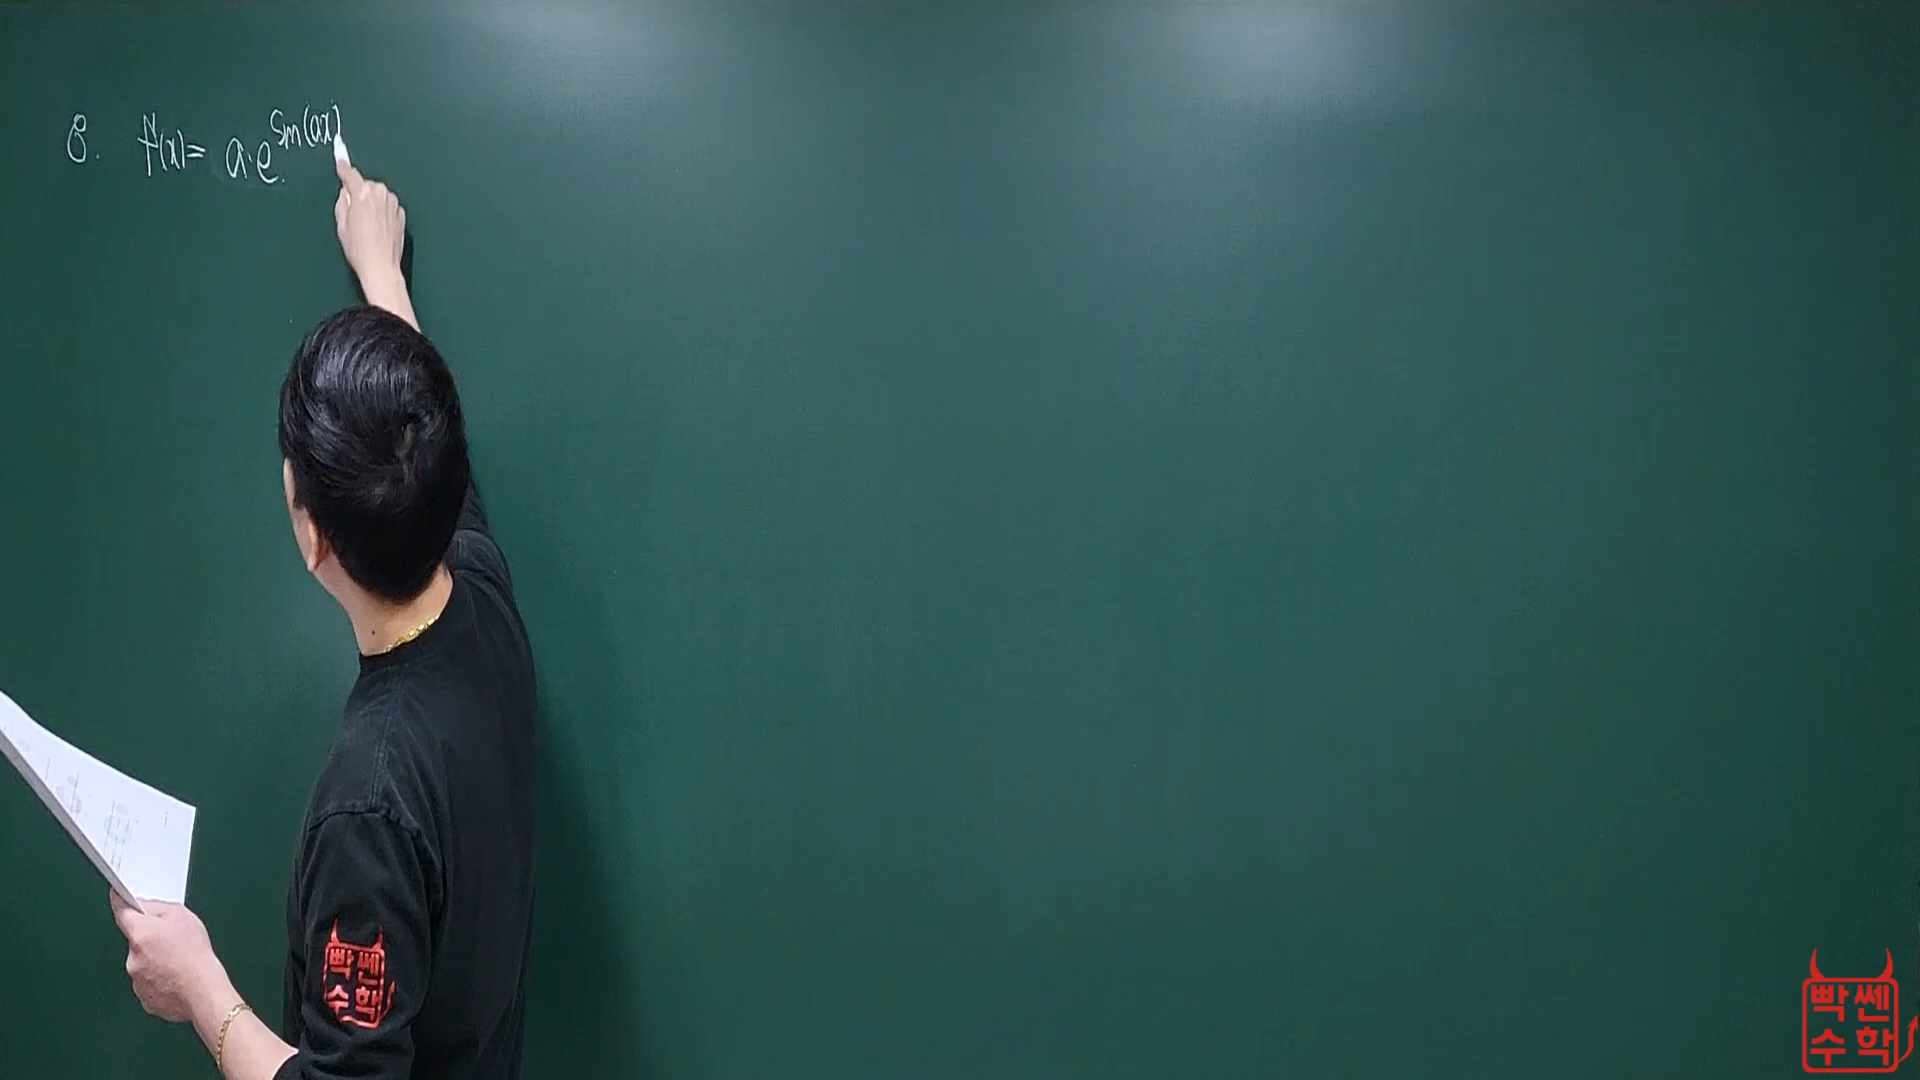 8. f(x)= a·e^sin(ax)
빡쎈
수학
빡쎈
수학